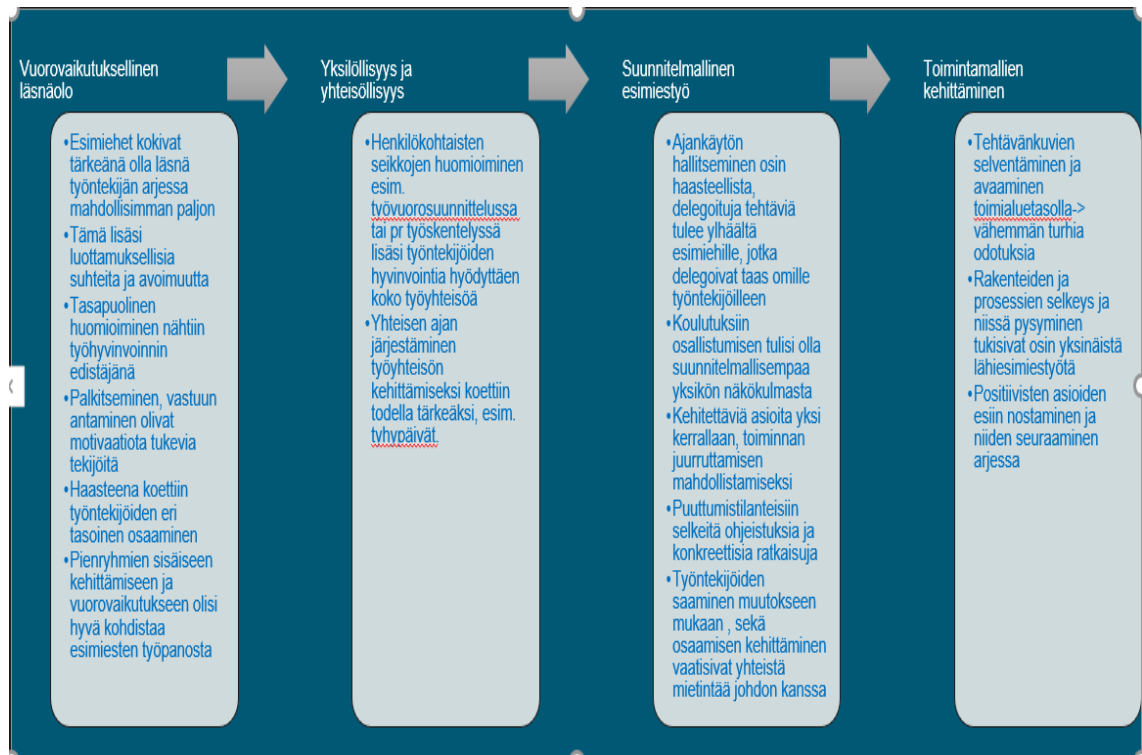 Vuorovaikutuksellinen
läsnäolo
•Esimiehet kokivat
tärkeänä olla läsnä
työntekijän arjessa
mahdollisimman paljon
•Tämä lisäsi
luottamuksellisia
suhteita ja avoimuutta
•Tasapuolinen
huomioiminen nähtiin
työhyvinvoinnin
edistäjänä
•Palkitseminen, vastuun
antaminen olivat
motivaatiota tukevia
tekijöitä
•Haasteena koettiin
työntekijöiden eri
tasoinen osaaminen
•Pienryhmien sisäiseen
kehittämiseen ja
vuorovaikutukseen olisi
hyvä kohdistaa
esimiesten työpanosta
Yksilöllisyys ja
yhteisöllisyys
•Henkilökohtaisten
seikkojen huomioiminen
esim.
työvuorosuunnittelussa
tai pr työskentelyssä
lisäsi työntekijöiden
hyvinvointia hyödyttäen
koko työyhteisöä
•Yhteisen ajan
järjestäminen
työyhteisön
kehittämiseksi koettiin
todella tärkeäksi, esim.
tyhypäivät.
Suunnitelmallinen
esimiestyö
•Ajankäytön
hallitseminen osin
haasteellista,
delegoituja tehtäviä
tulee ylhäältä
esimiehille, jotka
delegoivat taas omille
työntekijöilleen
•Koulutuksiin
osallistumisen tulisi olla
suunnitelmallisempaa
yksikön näkökulmasta
•Kehitettäviä asioita yksi
kerrallaan, toiminnan
juurruttamisen
mahdollistamiseksi
•Puuttumistilanteisiin
selkeitä ohjeistuksia ja
konkreettisia ratkaisuja
•Työntekijöiden
saaminen muutokseen
mukaan , sekä
osaamisen kehittäminen
vaatisivat yhteistä
mietintää johdon kanssa
Toimintamallien
kehittäminen
•Tehtävänkuvien
selventäminen ja
avaaminen
toimialuetasolla->
vähemmän turhia
odotuksia
•Rakenteiden ja
prosessien selkeys ja
niissä pysyminen
tukisivat osin yksinäistä
lähiesimiestyötä
•Positiivisten asioiden
esiin nostaminen ja
niiden seuraaminen
arjessa